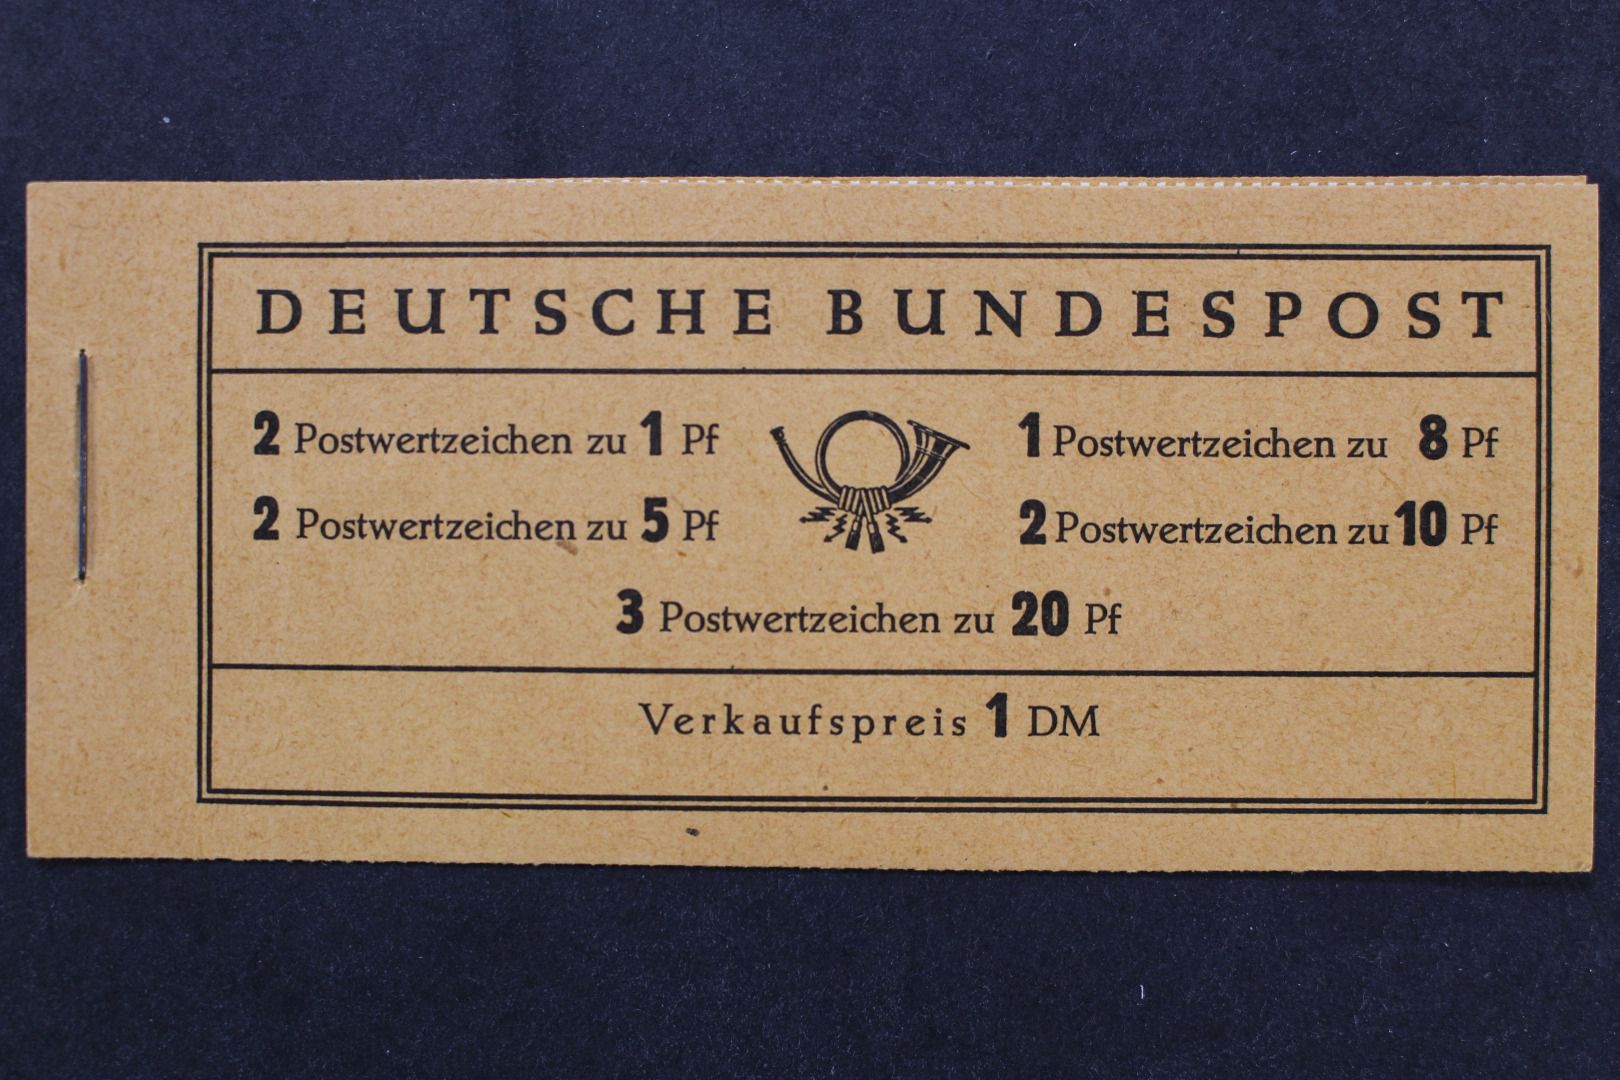 DEUTSCHE BUNDESPOST
2 Postwertzeichen zu 1 Pf
1 Postwertzeichen zu 8 Pf
2 Postwertzeichen zu 5 Pf
2 Postwertzeichen zu 10 Pf
3 Postwertzeichen zu 20 Pf
Verkaufspreis 1 DM